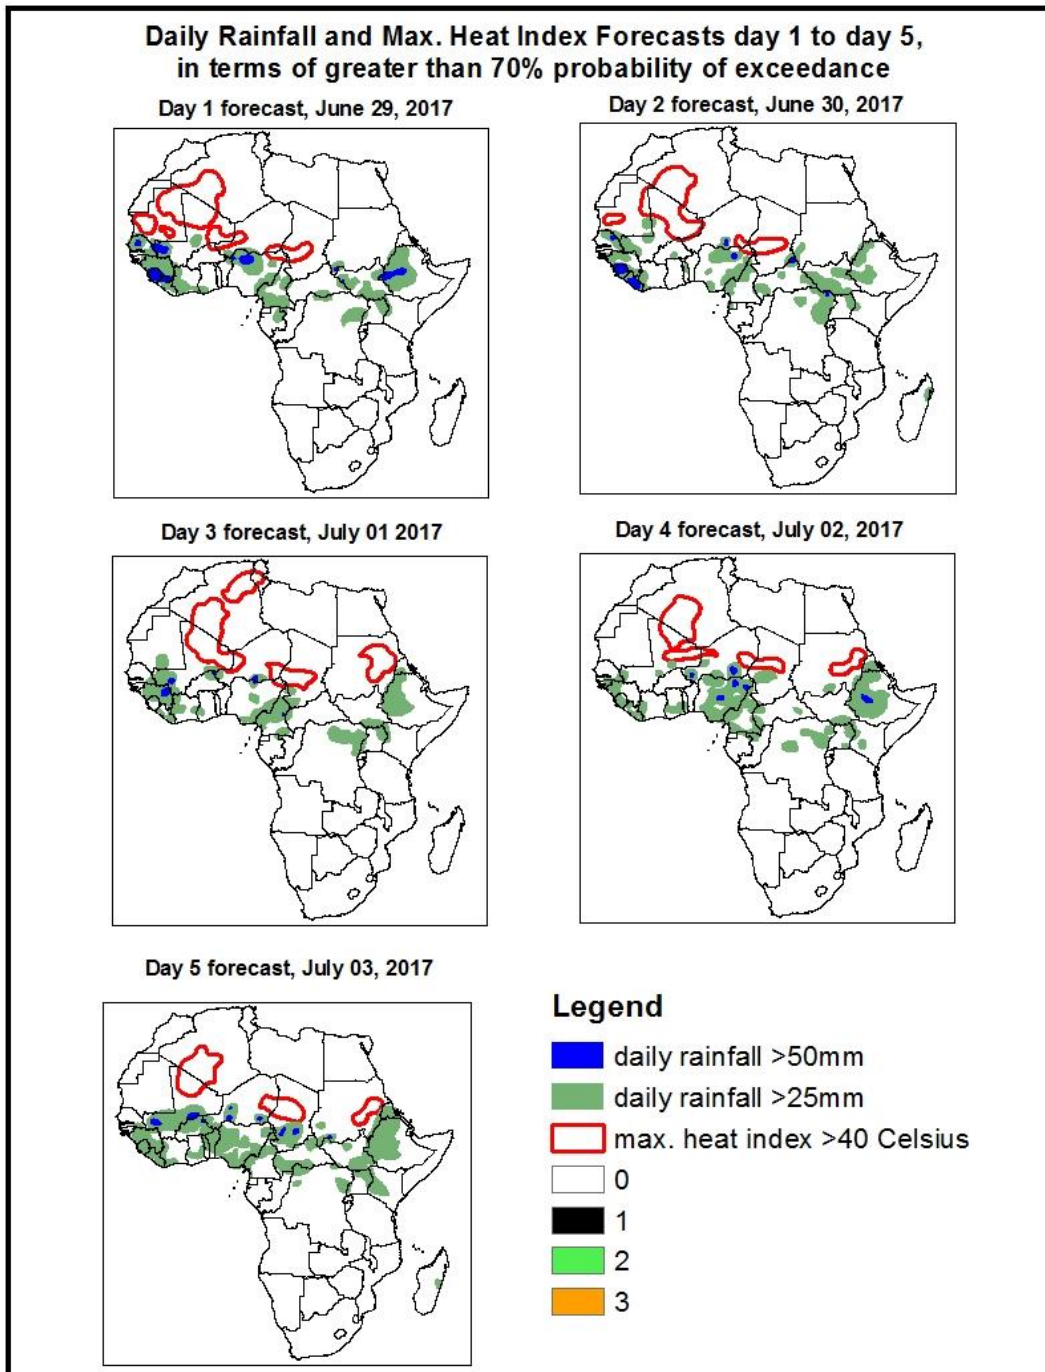 Daily Rainfall and Max. Heat Index Forecasts day 1 to day 5,
in terms of greater than 70% probability of exceedance
Day 1 forecast, June 29, 2017
Day 2 forecast, June 30, 2017
Day 3 forecast, July 01 2017
Day 4 forecast, July 02, 2017
Day 5 forecast, July 03, 2017
Legend
daily rainfall >50mm
daily rainfall >25mm
max. heat index >40 Celsius
0
1
2
3